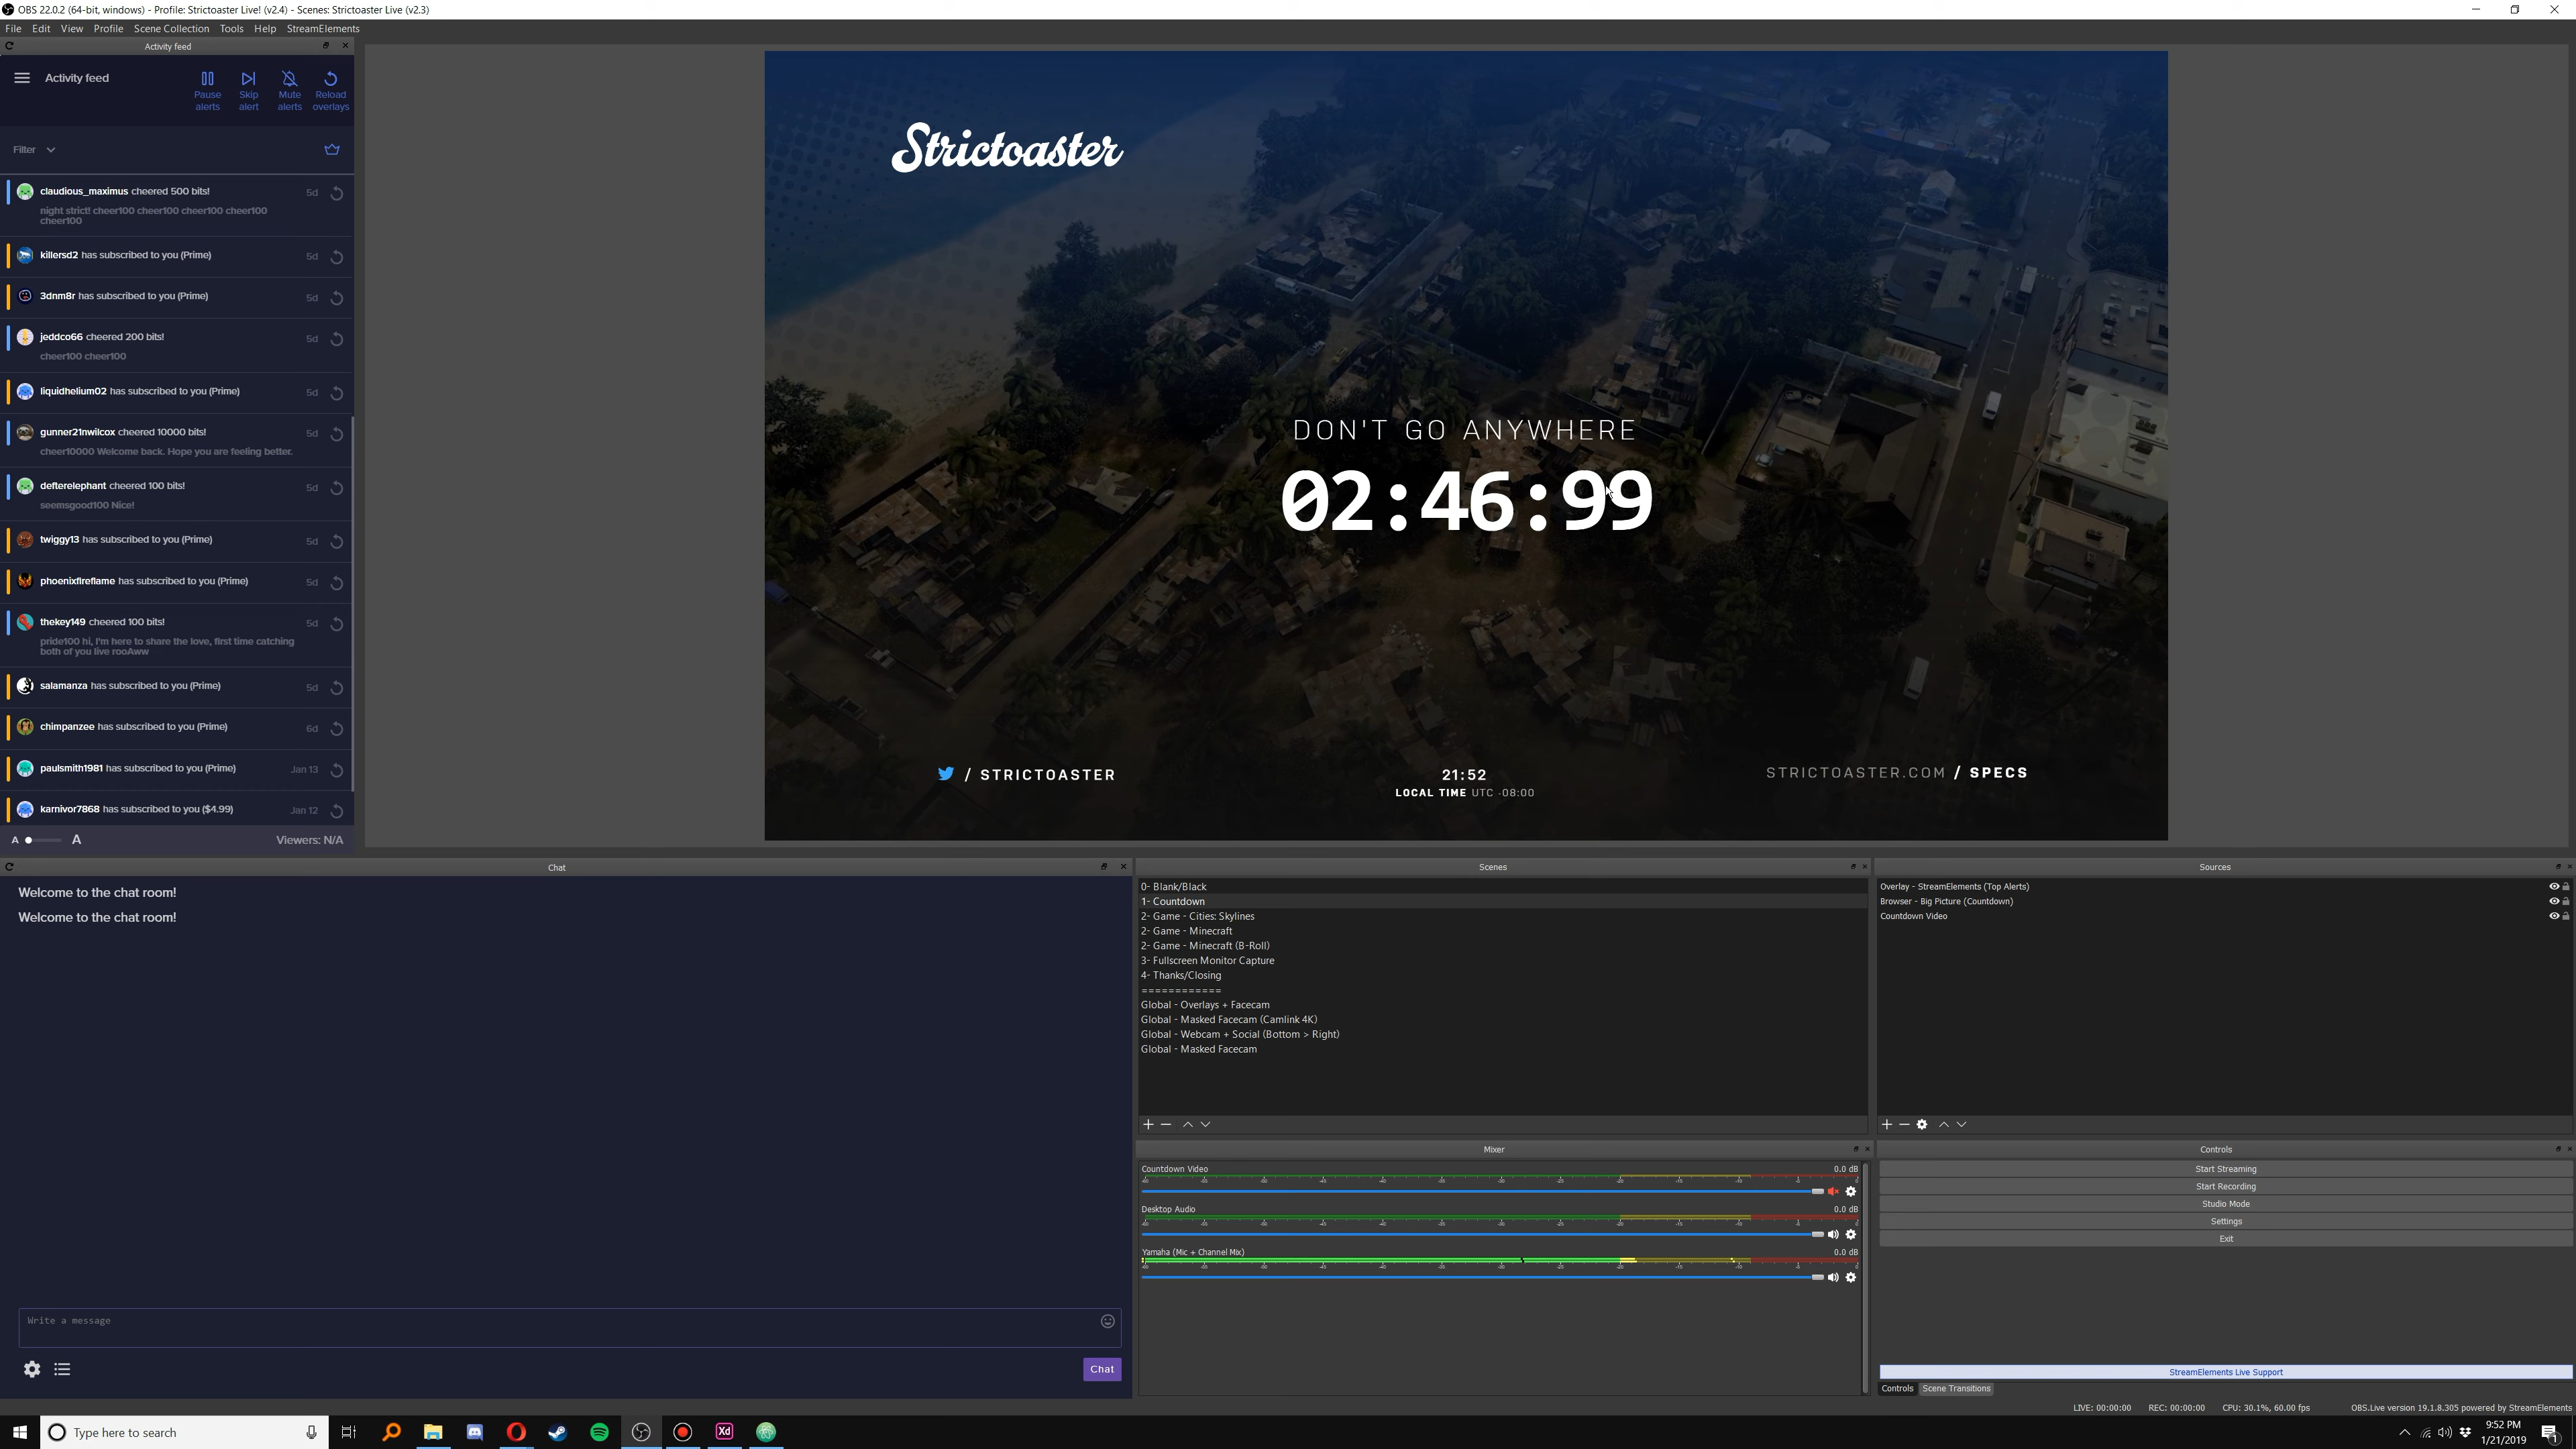 OBS 22.0.2 (64-bit, windows) - Profile: Strictoaster Live! (v2.4) - Scenes: Strictoaster Live (v2.3)
File Edit View Profile Scene Collection Tools Help StreamElements
Activity feed
Activity feed
Pause alerts
Skip alert
Mute alerts
Reload overlays
Filter
claudious_maximus cheered 500 bits! 5d
night strict! cheer100 cheer100 cheer100 cheer100
cheer100
killersd2 has subscribed to you (Prime) 5d
3dnm8r has subscribed to you (Prime) 5d
jeddco66 cheered 200 bits! 5d
cheer100 cheer100
liquidhelium02 has subscribed to you (Prime) 5d
gunner21nwilcox cheered 10000 bits! 5d
cheer10000 Welcome back. Hope you are feeling better.
defterelephant cheered 100 bits! 5d
seemsgood100 Nice!
twiggy13 has subscribed to you (Prime) 5d
phoenixfireflame has subscribed to you (Prime) 5d
thekey149 cheered 100 bits! 5d
pride100 hi, I'm here to share the love, first time catching
both of you live rooAww
salamanza has subscribed to you (Prime) 5d
chimpanzee has subscribed to you (Prime) 6d
paulsmith1981 has subscribed to you (Prime) Jan 13
karnivor7868 has subscribed to you ($4.99) Jan 12
A A Viewers: N/A
Strictoaster
DON'T GO ANYWHERE
02:46:99
/ STRICTOASTER
21:52
LOCAL TIME UTC -08:00
STRICTOASTER.COM / SPECS
Chat
Welcome to the chat room!
Welcome to the chat room!
Write a message
Chat
Scenes
0- Blank/Black
1- Countdown
2- Game - Cities: Skylines
2- Game - Minecraft
2- Game - Minecraft (B-Roll)
3- Fullscreen Monitor Capture
4- Thanks/Closing
============
Global - Overlays + Facecam
Global - Masked Facecam (Camlink 4K)
Global - Webcam + Social (Bottom > Right)
Global - Masked Facecam
Sources
Overlay - StreamElements (Top Alerts)
Browser - Big Picture (Countdown)
Countdown Video
Mixer
Countdown Video 0.0 dB
Desktop Audio 0.0 dB
Yamaha (Mic + Channel Mix) 0.0 dB
Controls
Start Streaming
Start Recording
Studio Mode
Settings
Exit
StreamElements Live Support
Controls Scene Transitions
LIVE: 00:00:00 REC: 00:00:00 CPU: 30.1%, 60.00 fps OBS.Live version 19.1.8.305 powered by StreamElements
Type here to search
Xd
9:52 PM
1/21/2019
1